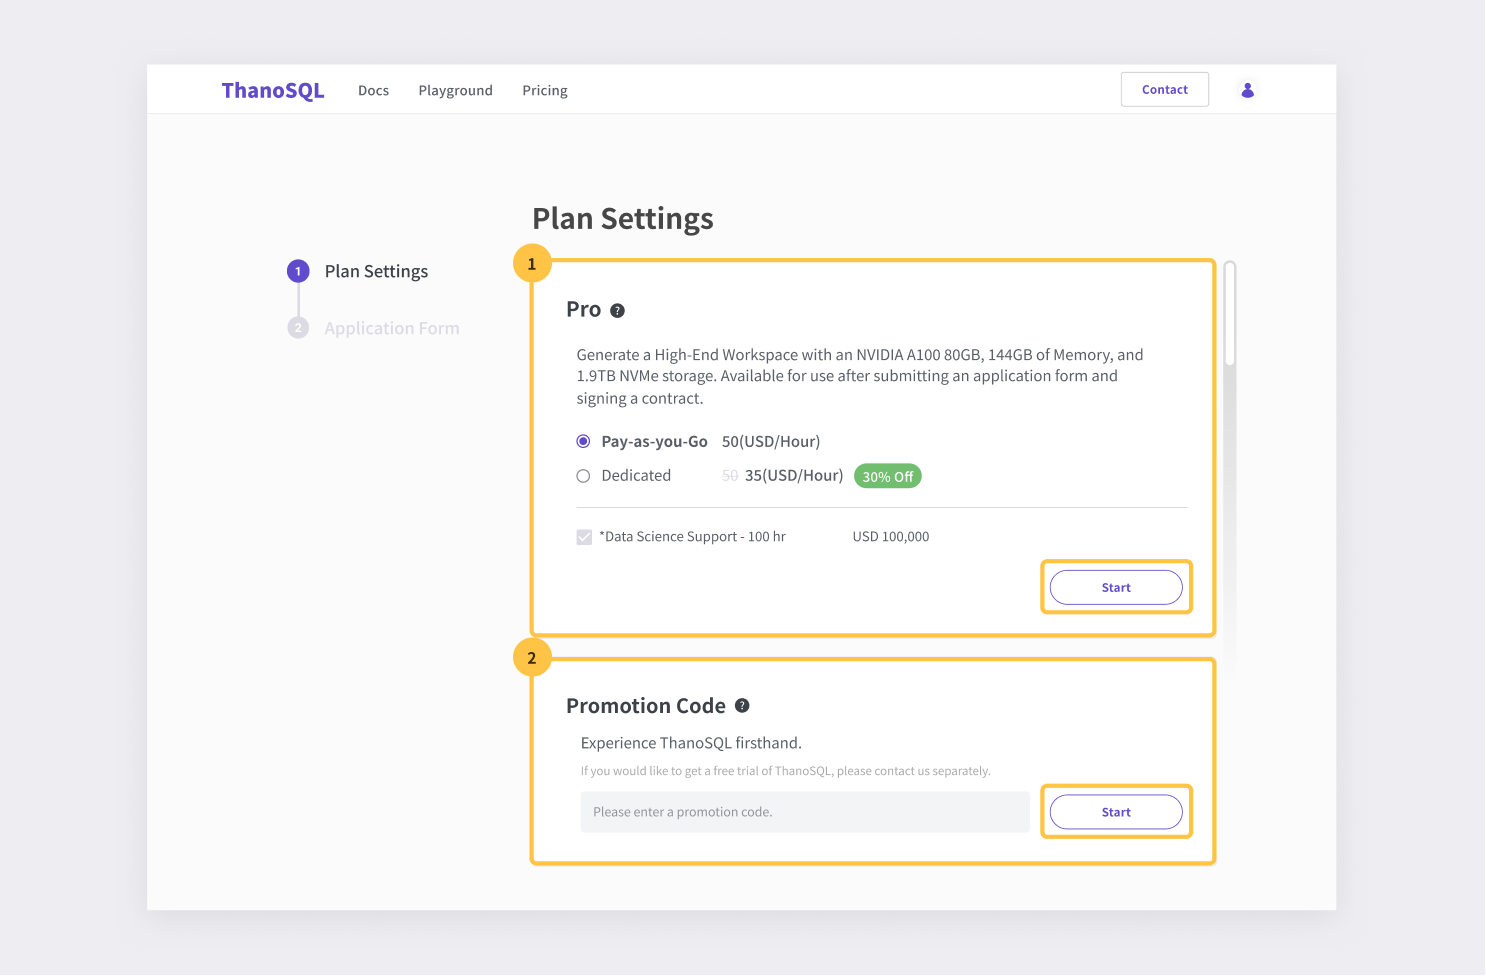 ThanoSQL Docs Playground Pricing Contact
Plan Settings
1 Plan Settings
2 Application Form
1
Pro ?
Generate a High-End Workspace with an NVIDIA A100 80GB, 144GB of Memory, and
1.9TB NVMe storage. Available for use after submitting an application form and
signing a contract.
Pay-as-you-Go 50(USD/Hour)
Dedicated 50 35(USD/Hour) 30% Off
*Data Science Support - 100 hr USD 100,000
Start
2
Promotion Code ?
Experience ThanoSQL firsthand.
If you would like to get a free trial of ThanoSQL, please contact us separately.
Please enter a promotion code. Start